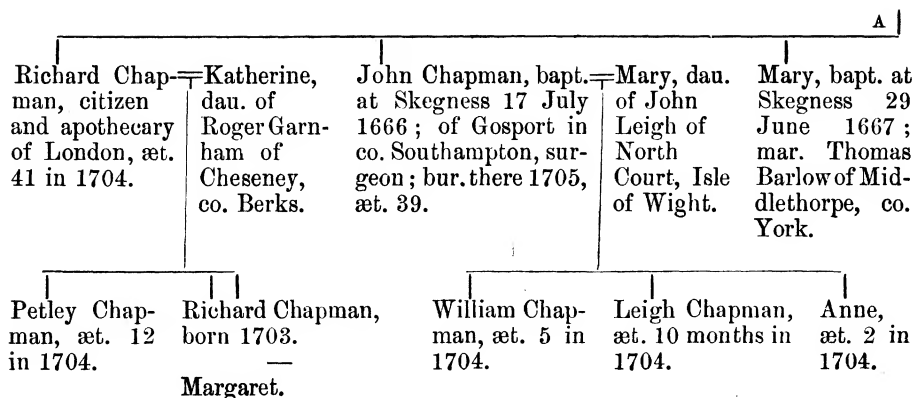 A
Richard Chap-
man, citizen
and apothecary
of London, æt.
41 in 1704.
Katherine,
dau. of
Roger Garn-
ham of
Cheseney,
co. Berks.
John Chapman, bapt.
at Skegness 17 July
1666 ; of Gosport in
co. Southampton, sur-
geon ; bur. there 1705,
æt. 39.
Mary, dau.
of John
Leigh of
North
Court, Isle
of Wight.
Mary, bapt. at
Skegness 29
June 1667 ;
mar. Thomas
Barlow of Mid-
dlethorpe, co.
York.
Petley Chap-
man, æt. 12
in 1704.
Richard Chapman,
born 1703.
—
Margaret.
William Chap-
man, æt. 5 in
1704.
Leigh Chapman,
æt. 10 months in
1704.
Anne,
æt. 2 in
1704.